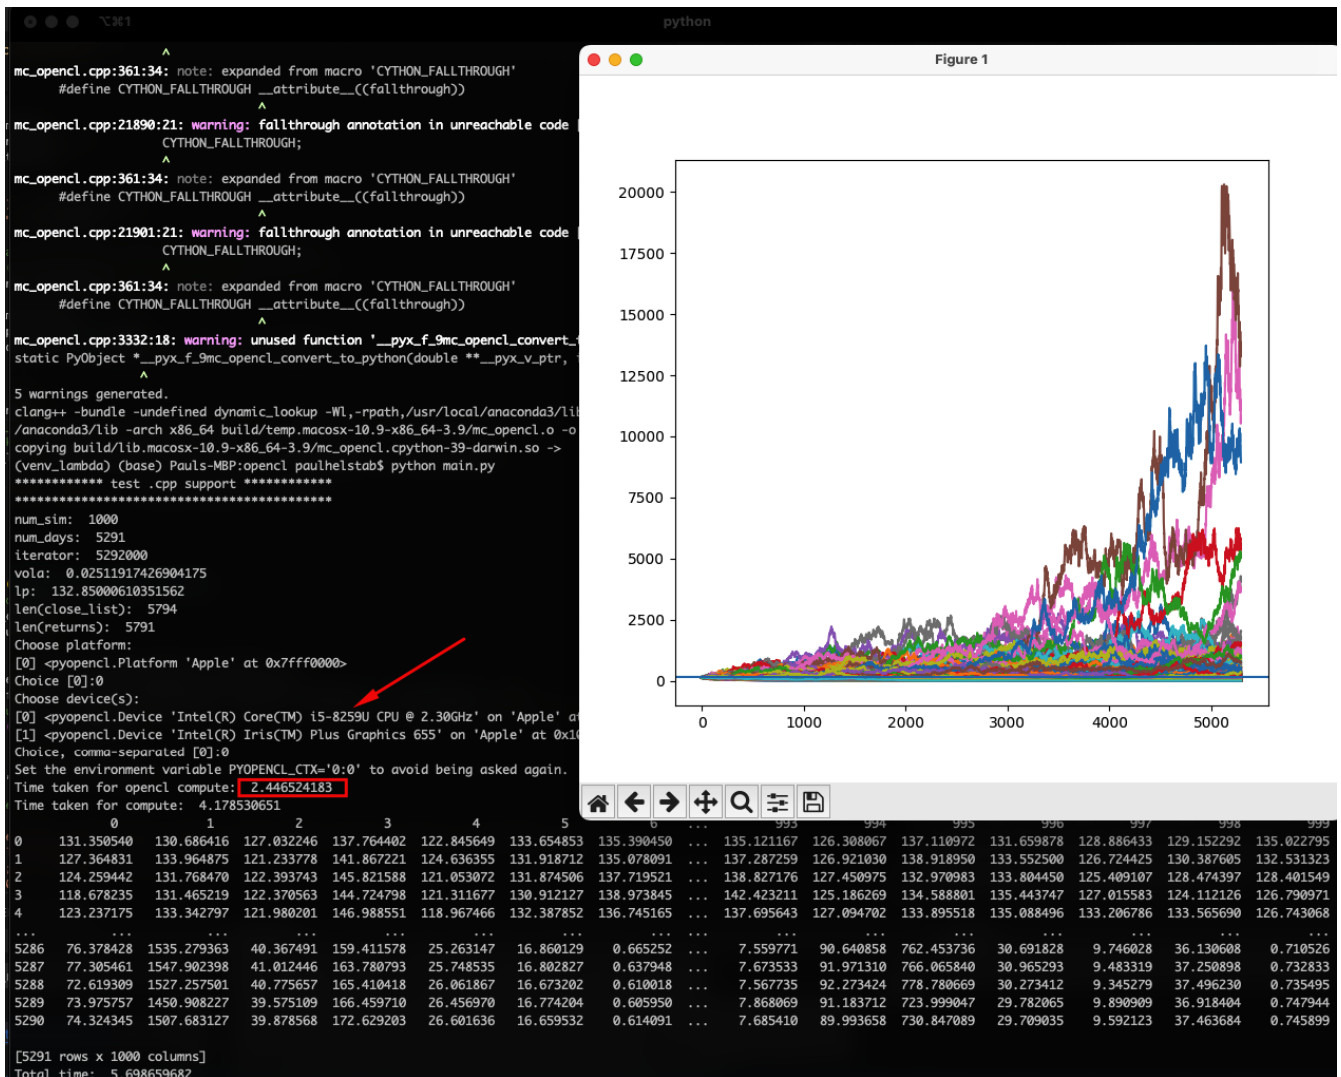 ⌥⌘1
python
^
mc_opencl.cpp:361:34: note: expanded from macro 'CYTHON_FALLTHROUGH'
#define CYTHON_FALLTHROUGH __attribute__((fallthrough))
^
mc_opencl.cpp:21890:21: warning: fallthrough annotation in unreachable code [
CYTHON_FALLTHROUGH;
^
mc_opencl.cpp:361:34: note: expanded from macro 'CYTHON_FALLTHROUGH'
#define CYTHON_FALLTHROUGH __attribute__((fallthrough))
^
mc_opencl.cpp:21901:21: warning: fallthrough annotation in unreachable code [
CYTHON_FALLTHROUGH;
^
mc_opencl.cpp:361:34: note: expanded from macro 'CYTHON_FALLTHROUGH'
#define CYTHON_FALLTHROUGH __attribute__((fallthrough))
^
mc_opencl.cpp:3332:18: warning: unused function '__pyx_f_9mc_opencl_convert_t
static PyObject *__pyx_f_9mc_opencl_convert_to_python(double **__pyx_v_ptr,
^
5 warnings generated.
clang++ -bundle -undefined dynamic_lookup -Wl,-rpath,/usr/local/anaconda3/lib
/anaconda3/lib -arch x86_64 build/temp.macosx-10.9-x86_64-3.9/mc_opencl.o -o
copying build/lib.macosx-10.9-x86_64-3.9/mc_opencl.cpython-39-darwin.so ->
(venv_lambda) (base) Pauls-MBP:opencl paulhelstab$ python main.py
************ test .cpp support ************
*******************************************
num_sim:  1000
num_days:  5291
iterator:  5292000
vola:  0.02511917426904175
lp:  132.85000610351562
len(close_list):  5794
len(returns):  5791
Choose platform:
[0] <pyopencl.Platform 'Apple' at 0x7fff0000>
Choice [0]:0
Choose device(s):
[0] <pyopencl.Device 'Intel(R) Core(TM) i5-8259U CPU @ 2.30GHz' on 'Apple' at
[1] <pyopencl.Device 'Intel(R) Iris(TM) Plus Graphics 655' on 'Apple' at 0x10
Choice, comma-separated [0]:0
Set the environment variable PYOPENCL_CTX='0:0' to avoid being asked again.
Time taken for opencl compute:  2.446524183
Time taken for compute:  4.178530651
Figure 1
20000
17500
15000
12500
10000
7500
5000
2500
0
0 1000 2000 3000 4000 5000
0 1 2 3 4 5 6 ... 993 994 995 996 997 998 999
0 131.350540 130.686416 127.032246 137.764402 122.845649 133.654853 135.390450 ... 135.121167 126.308067 137.110972 131.659878 128.886433 129.152292 135.022795
1 127.364831 133.964875 121.233778 141.867221 124.636355 131.918712 135.078091 ... 137.287259 126.921030 138.918950 133.552500 126.724425 130.387605 132.531323
2 124.259442 131.768470 122.393743 145.821588 121.053072 131.874506 137.719521 ... 138.827176 127.450975 132.970983 133.804450 125.409107 128.474397 128.401549
3 118.678235 131.465219 122.370563 144.724798 121.311677 130.912127 138.973845 ... 142.423211 125.186269 134.588801 135.443747 127.015583 124.112126 126.790971
4 123.237175 133.342797 121.980201 146.988551 118.967466 132.387852 136.745165 ... 137.695643 127.094702 133.895518 135.088496 133.206786 133.565690 126.743068
... ... ... ... ... ... ... ... ... ... ... ... ... ... ... ...
5286 76.378428 1535.279363 40.367491 159.411578 25.263147 16.860129 0.665252 ... 7.559771 90.640858 762.453736 30.691828 9.746028 36.130608 0.710526
5287 77.305461 1547.902398 41.012446 163.780793 25.748535 16.802827 0.637948 ... 7.673533 91.971310 766.065840 30.965293 9.483319 37.250898 0.732833
5288 72.619309 1527.257501 40.775657 165.410418 26.061867 16.673202 0.610018 ... 7.567735 92.273424 778.780669 30.273412 9.345279 37.496230 0.735495
5289 73.975757 1450.908227 39.575109 166.459710 26.456970 16.774204 0.605950 ... 7.868069 91.183712 723.999047 29.782065 9.890909 36.918404 0.747944
5290 74.324345 1507.683127 39.878568 172.629203 26.601636 16.659532 0.614091 ... 7.685410 89.993658 730.847089 29.709035 9.592123 37.463684 0.745899
[5291 rows x 1000 columns]
Total time:  5.698659682